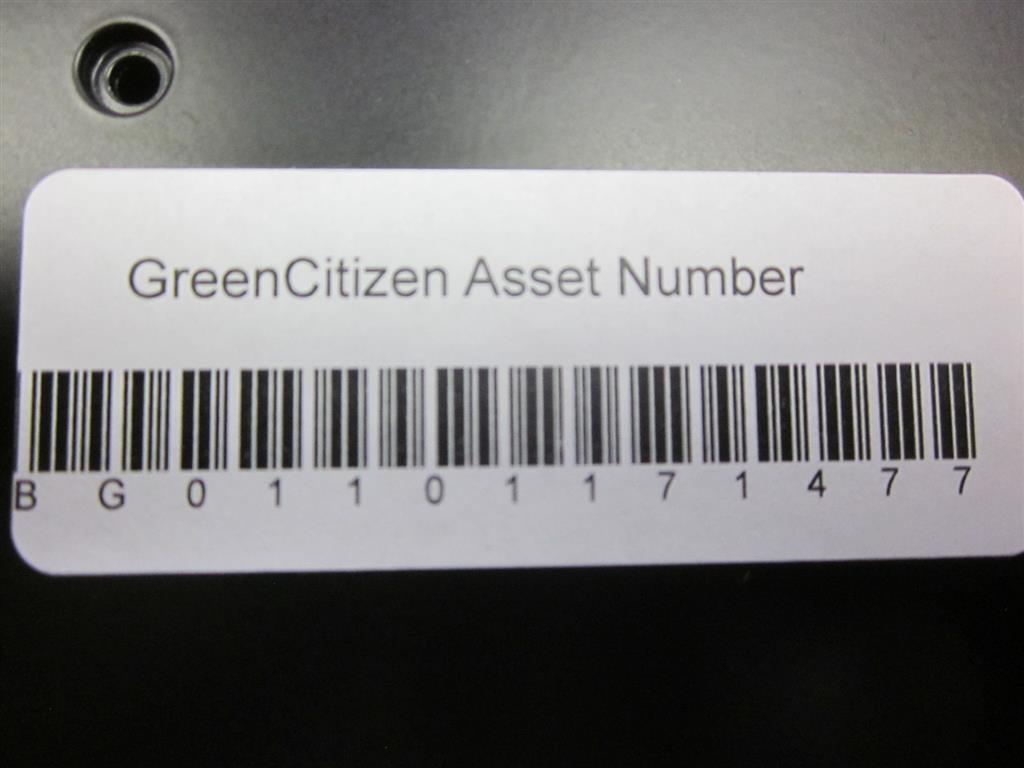 GreenCitizen Asset Number
B G 0 1 1 0 1 1 7 1 4 7 7